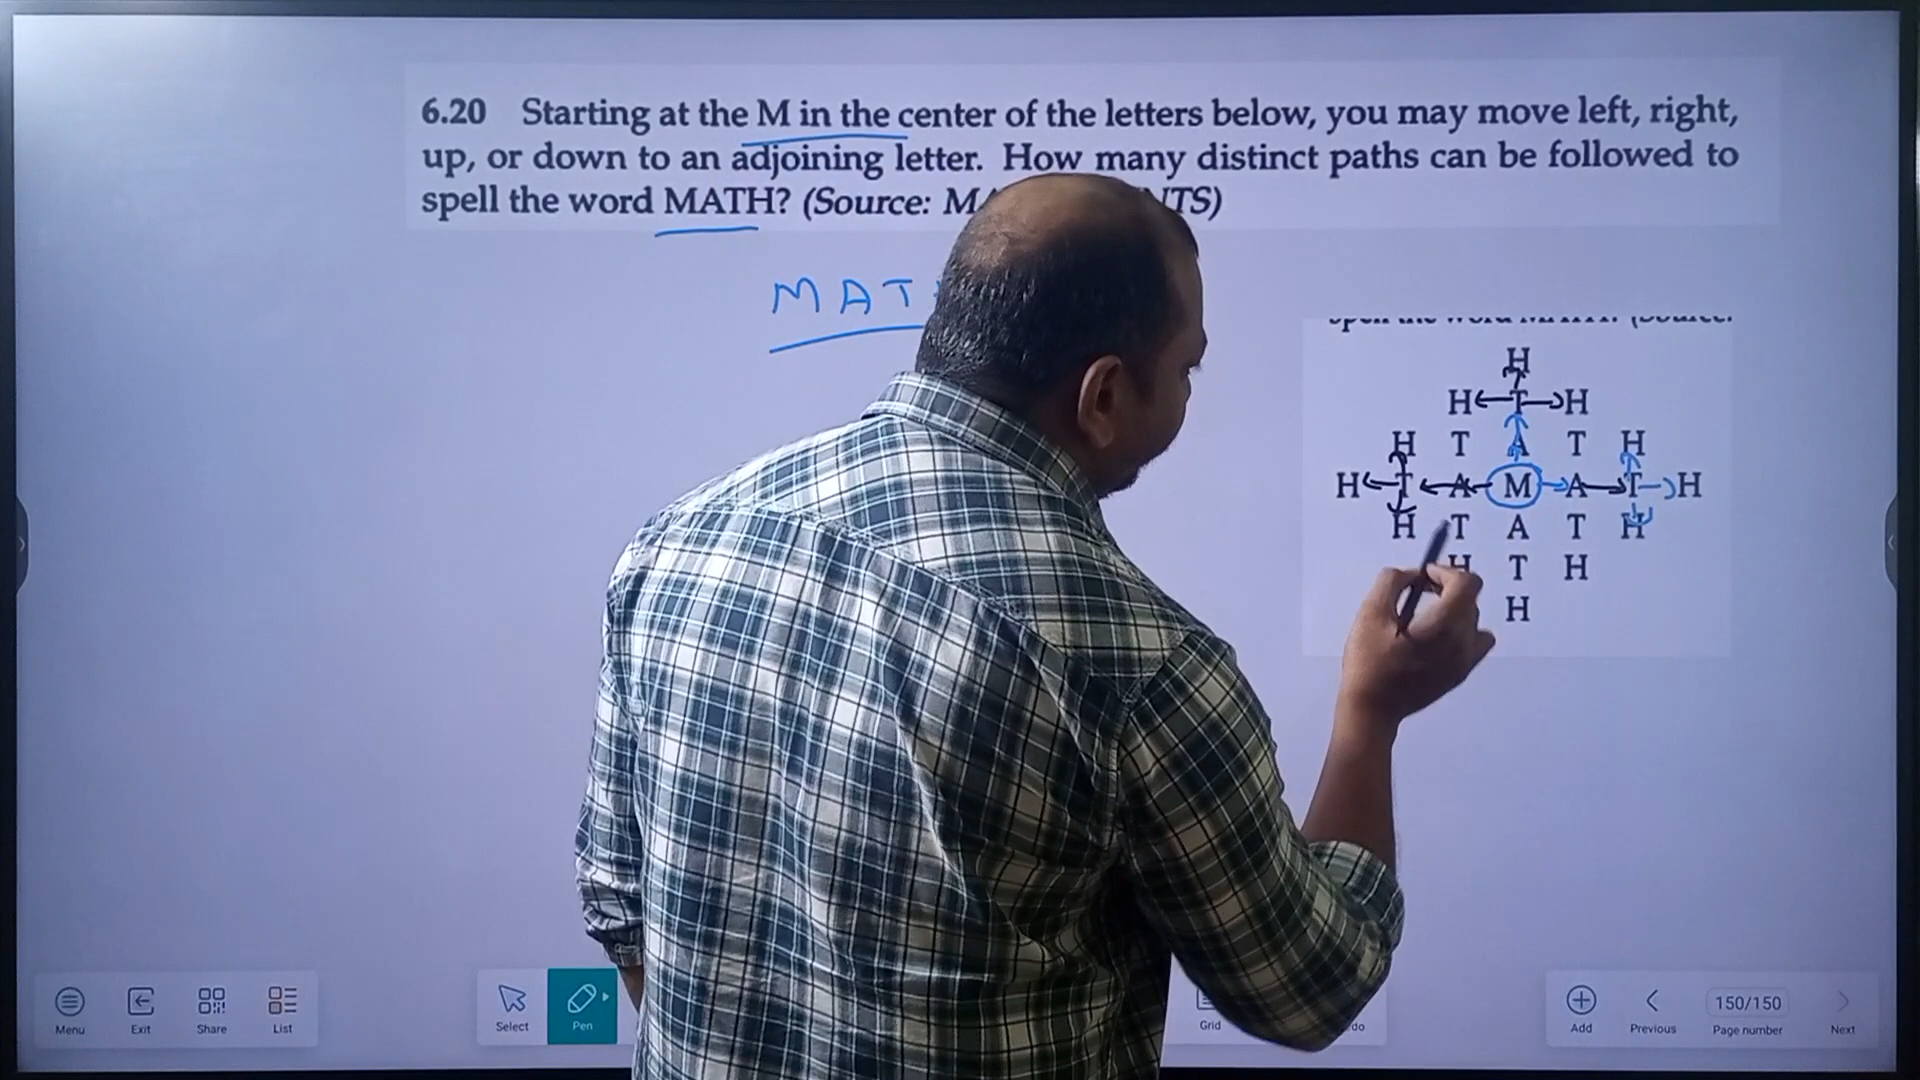 6.20 Starting at the M in the center of the letters below, you may move left, right,
up, or down to an adjoining letter. How many distinct paths can be followed to
spell the word MATH? (Source: NTS)
MAT
H
H T H
H T A T H
H T A M A T H
H T A T H
H T H
H
Menu Exit Share List Select Pen Grid Add Previous 150/150 Page number Next